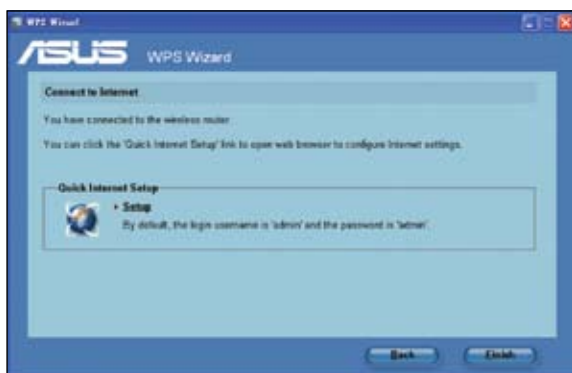 WPS Wizard
ASUS WPS Wizard
Connect to Internet
You have connected to the wireless router.
You can click the 'Quick Internet Setup' link to open web browser to configure Internet settings.
Quick Internet Setup
Setup
By default, the login username is 'admin' and the password is 'admin'.
Back
Finish